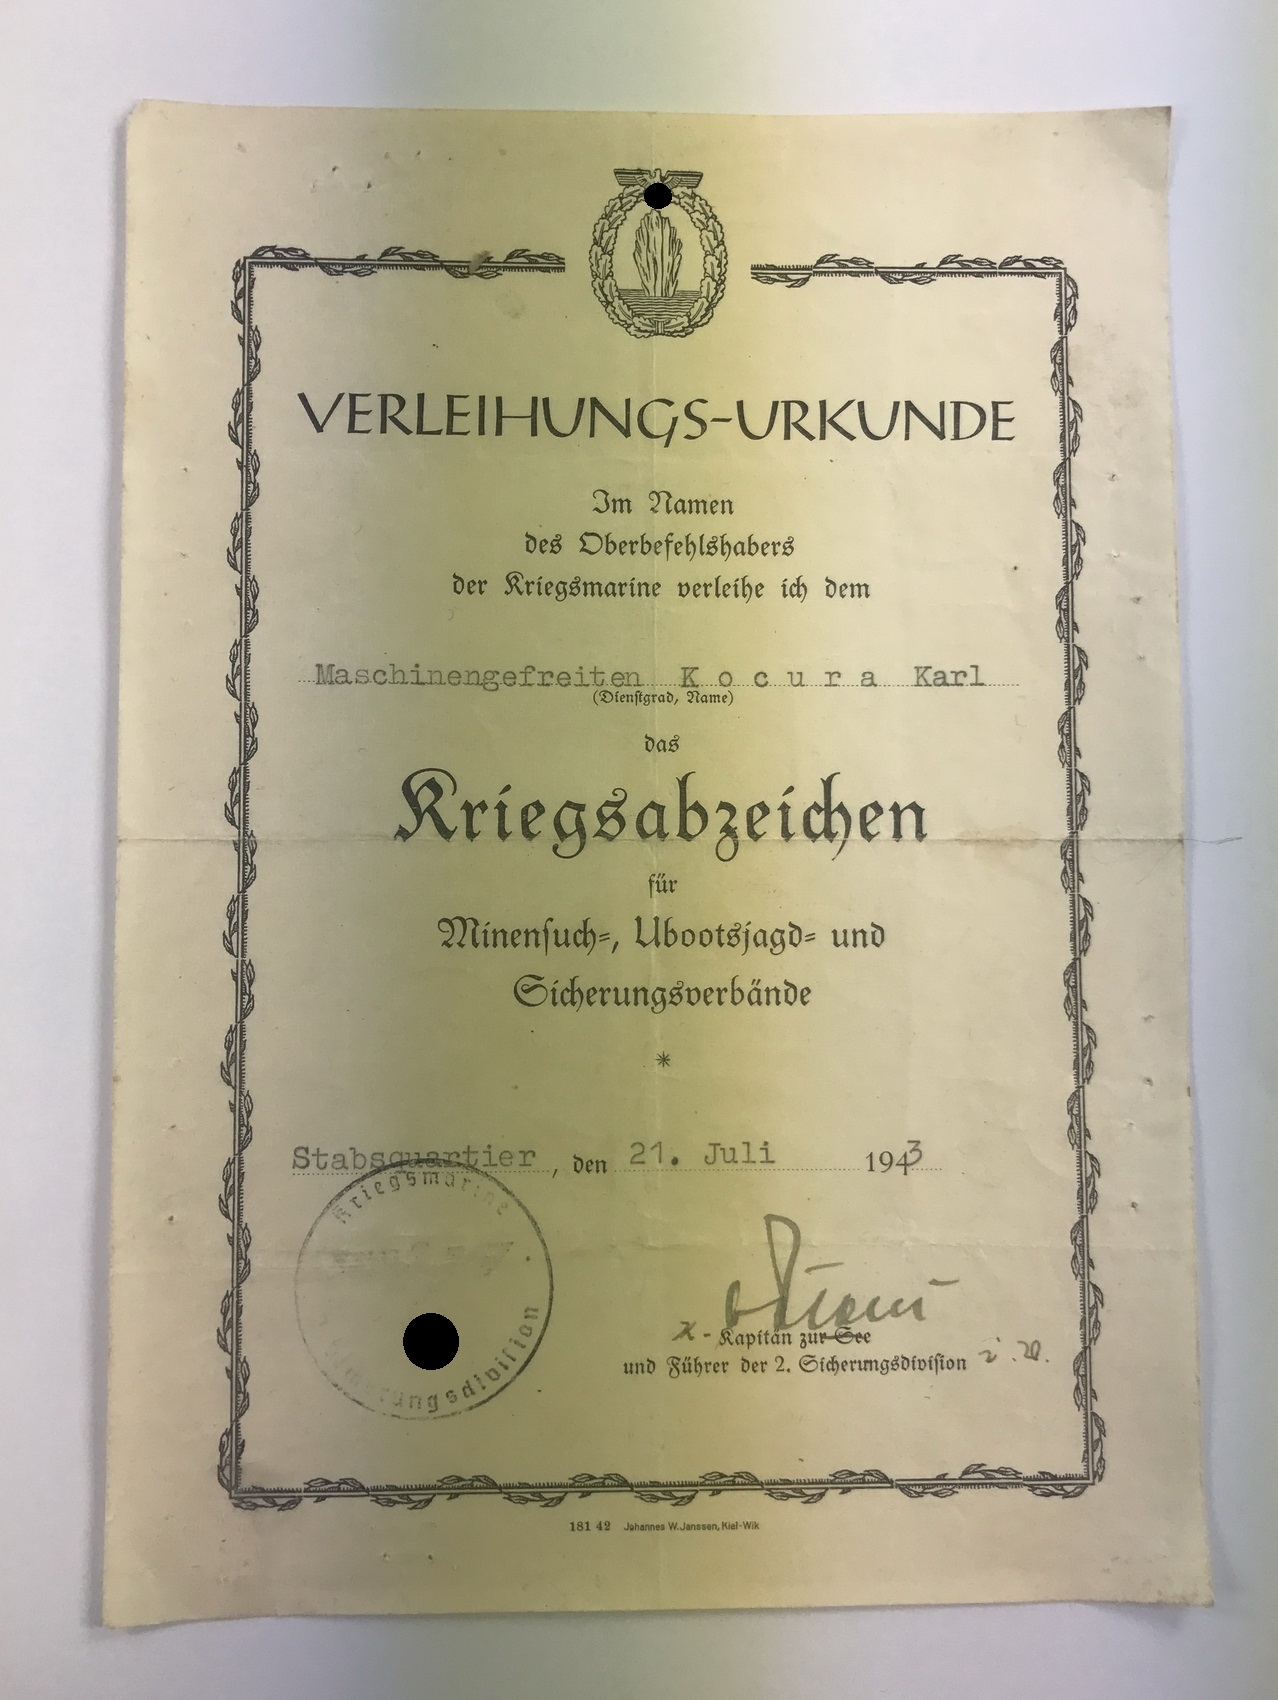 VERLEIHUNGS-URKUNDE
Im Namen
des Oberbefehlshabers
der Kriegsmarine verleihe ich dem
Maschinengefreiten K o c u r a Karl
(Dienstgrad, Name)
das
Kriegsabzeichen
für
Minensuch=, Ubootsjagd= und
Sicherungsverbände
*
Stabsquartier, den 21. Juli 1943
Kriegsmarine
Sicherungsdivision
x - Kapitän zur See
und Führer der 2. Sicherungsdivision i.V.
181 42 Johannes W. Janssen, Kiel-Wik